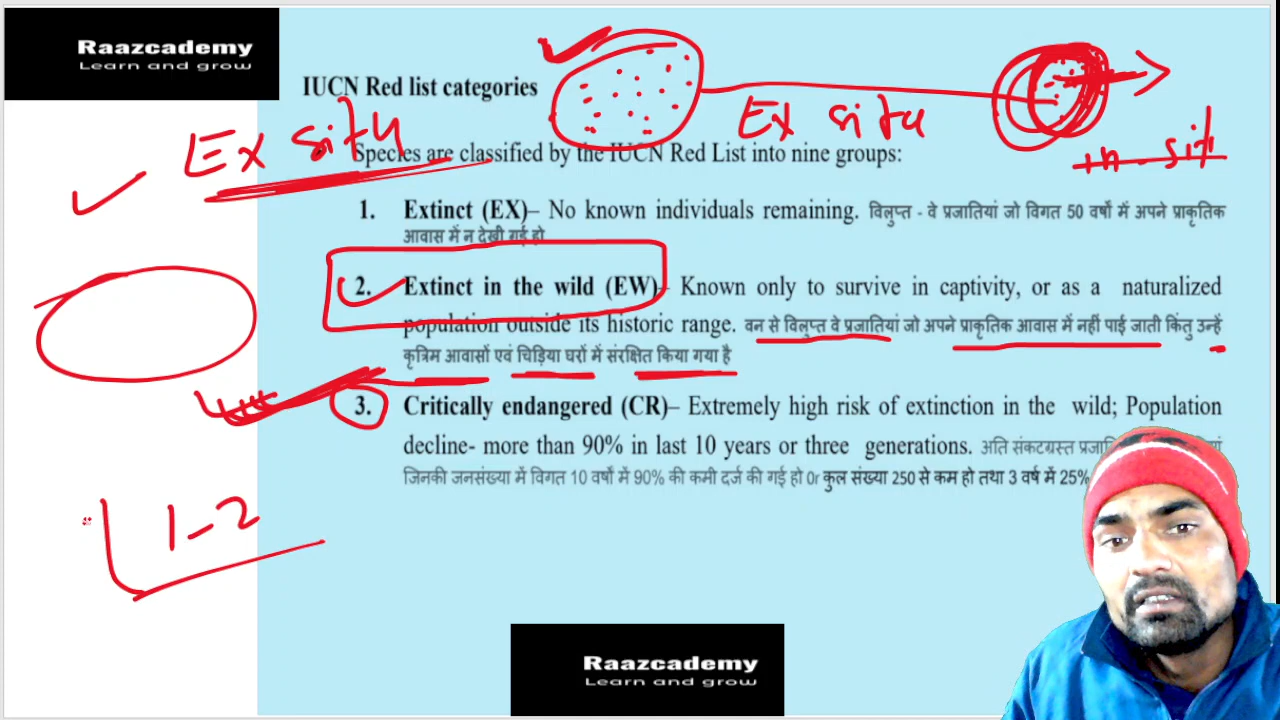 Raazcademy
Learn and grow
IUCN Red list categories
Ex situ
Ex situ
in-sit
Species are classified by the IUCN Red List into nine groups:
1. Extinct (EX)– No known individuals remaining. विलुप्त - वे प्रजातियां जो विगत 50 वर्षों में अपने प्राकृतिक
आवास में न देखी गई हो
2. Extinct in the wild (EW)– Known only to survive in captivity, or as a naturalized
population outside its historic range. वन से विलुप्त वे प्रजातियां जो अपने प्राकृतिक आवास में नहीं पाई जाती किंतु उन्हें
कृत्रिम आवासों एवं चिड़िया घरों में संरक्षित किया गया है
3. Critically endangered (CR)– Extremely high risk of extinction in the wild; Population
decline- more than 90% in last 10 years or three generations. अति संकटग्रस्त
जिनकी जनसंख्या में विगत 10 वर्षों में 90% की कमी दर्ज की गई हो 0r कुल संख्या 250 से कम हो तथा 3 वर्ष में 25%
1-2
Raazcademy
Learn and grow